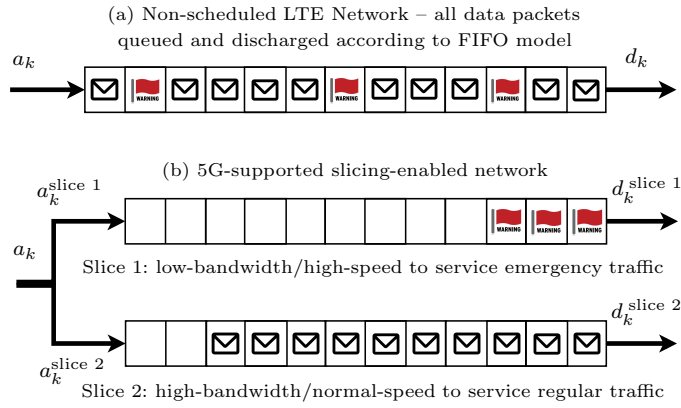 (a) Non-scheduled LTE Network – all data packets
queued and discharged according to FIFO model
a_k
d_k
WARNING
WARNING
WARNING
(b) 5G-supported slicing-enabled network
a_k^slice 1
d_k^slice 1
WARNING
WARNING
WARNING
a_k
Slice 1: low-bandwidth/high-speed to service emergency traffic
d_k^slice 2
a_k^slice 2
Slice 2: high-bandwidth/normal-speed to service regular traffic